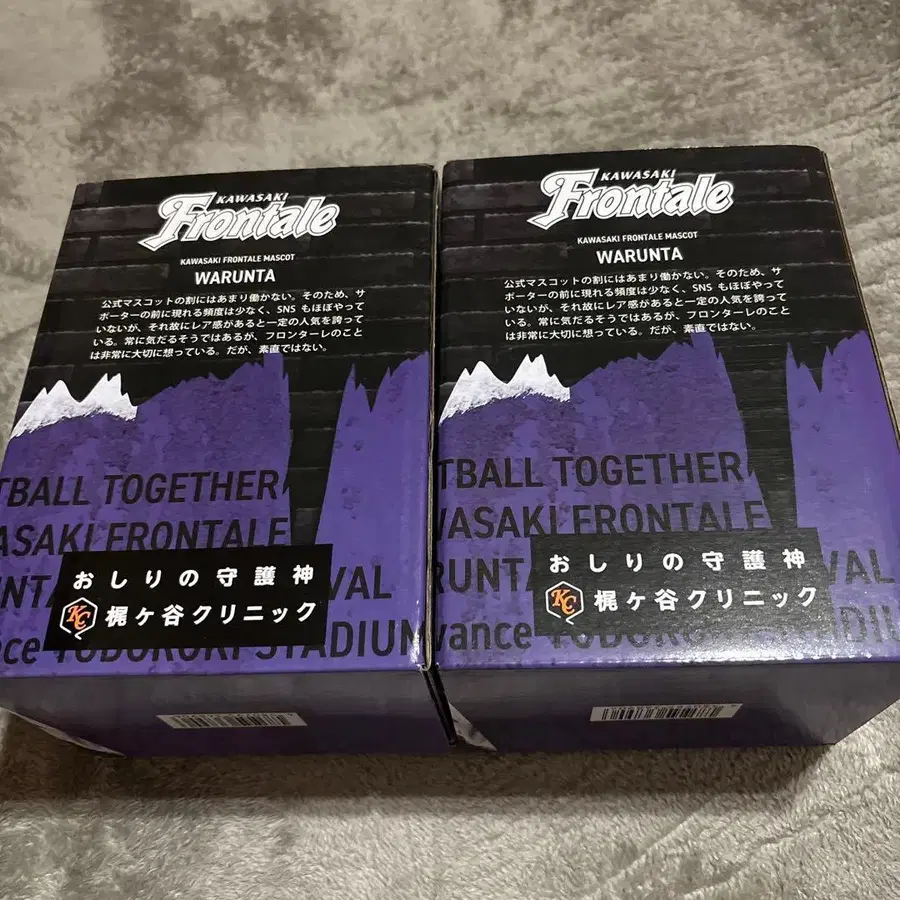 KAWASAKI
Frontale
KAWASAKI FRONTALE MASCOT
WARUNTA
公式マスコットの割にはあまり働かない。そのため、サ
ポーターの前に現れる頻度は少なく、SNS もほぼやって
いないが、それ故にレア感があると一定の人気を誇って
いる。常に気だるそうではあるが、フロンターレのこと
は非常に大切に想っている。だが、素直ではない。
TBALL TOGETHER
ASAKI FRONTALE
おしりの守護神
UNTA
VAL
KC 梶ヶ谷クリニック
nce TODOROKI STADIUM
KAWASAKI
Frontale
KAWASAKI FRONTALE MASCOT
WARUNTA
公式マスコットの割にはあまり働かない。そのため、サ
ポーターの前に現れる頻度は少なく、SNS もほぼやって
いないが、それ故にレア感があると一定の人気を誇って
いる。常に気だるそうではあるが、フロンターレのこと
は非常に大切に想っている。だが、素直ではない。
TBALL TOGETHER
WASAKI FRONTALE
おしりの守護神
RUNTA
VAL
KC 梶ヶ谷クリニック
vance TODOROKI STADIU